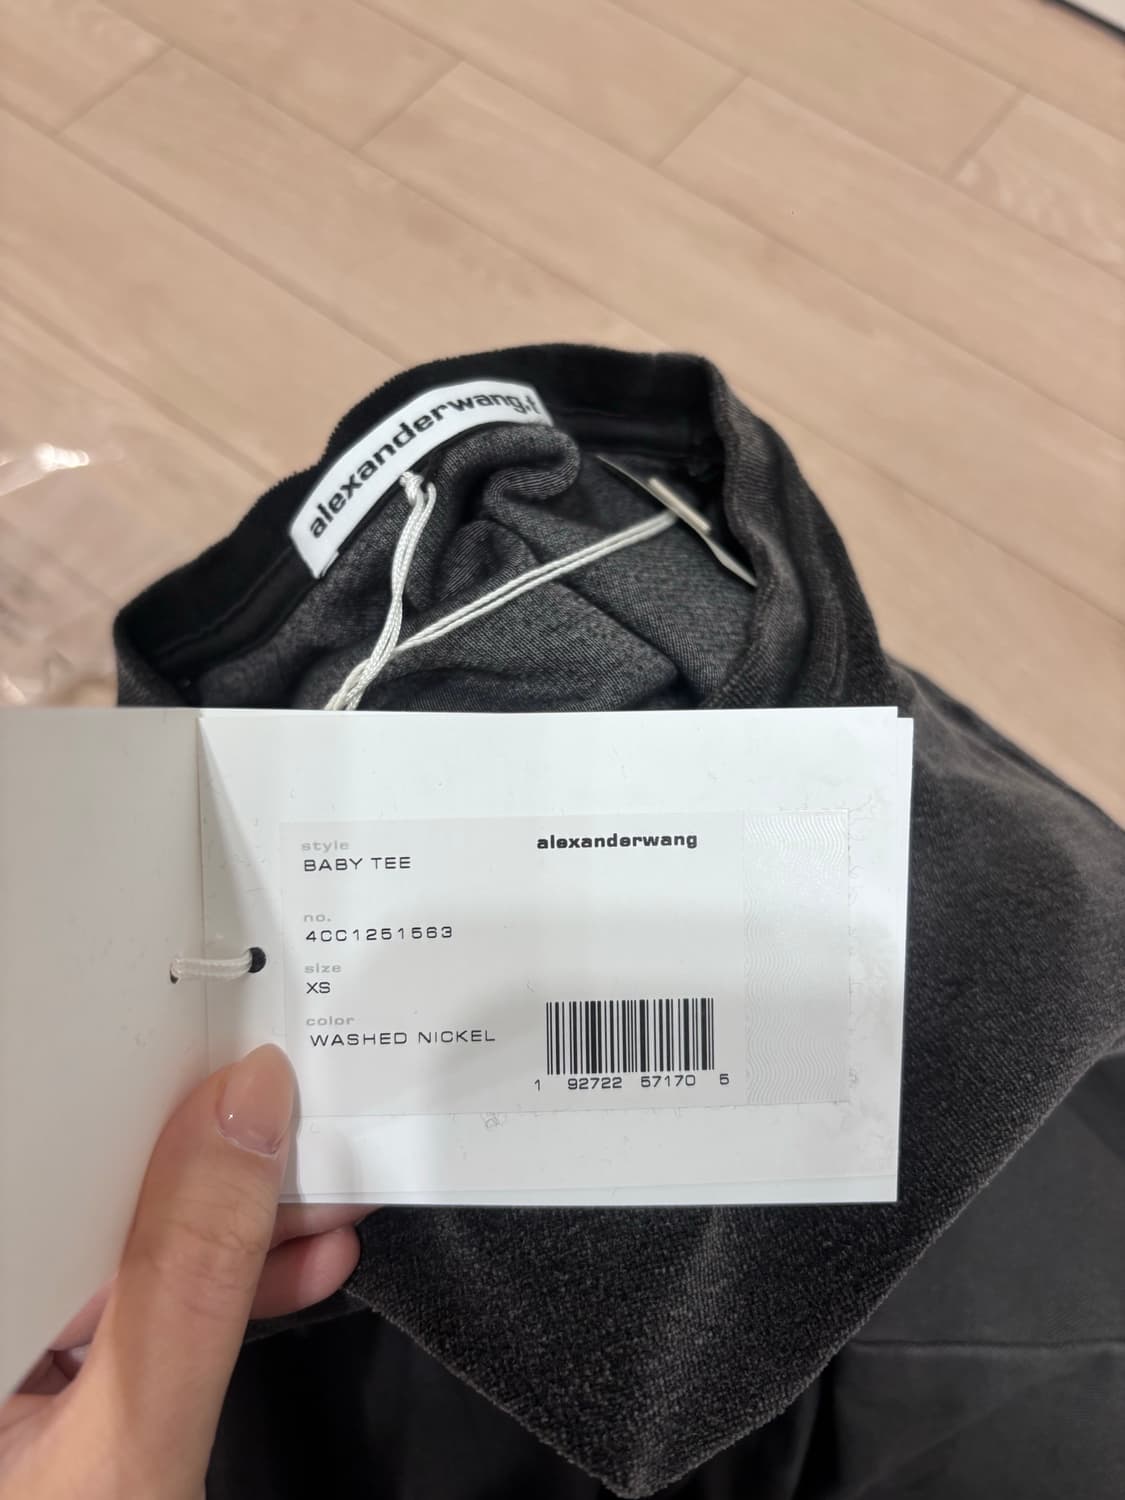 alexanderwang.t
style
BABY TEE
alexanderwang
no.
4CC1251563
size
XS
color
WASHED NICKEL
1 92722 57170 5